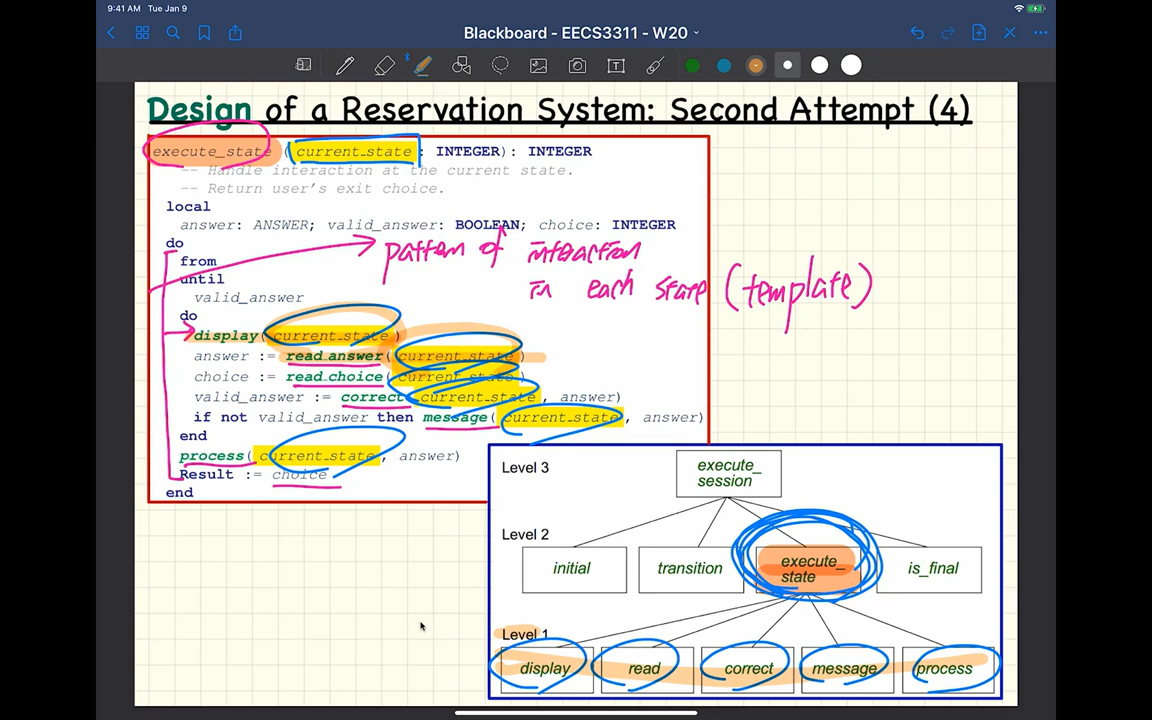 9:41 AM Tue Jan 9
Blackboard - EECS3311 - W20
Design of a Reservation System: Second Attempt (4)
execute_state (current_state: INTEGER): INTEGER
-- Handle interaction at the current state.
-- Return user's exit choice.
local
answer: ANSWER; valid_answer: BOOLEAN; choice: INTEGER
do
from
until
valid_answer
do
display(current_state)
answer := read_answer(current_state)
choice := read_choice(current_state)
valid_answer := correct(current_state, answer)
if not valid_answer then message(current_state, answer)
end
process(current_state, answer)
Result := choice
end
pattern of interaction
in each state (template)
Level 3
execute_
session
Level 2
initial
transition
execute_
state
is_final
Level 1
display
read
correct
message
process